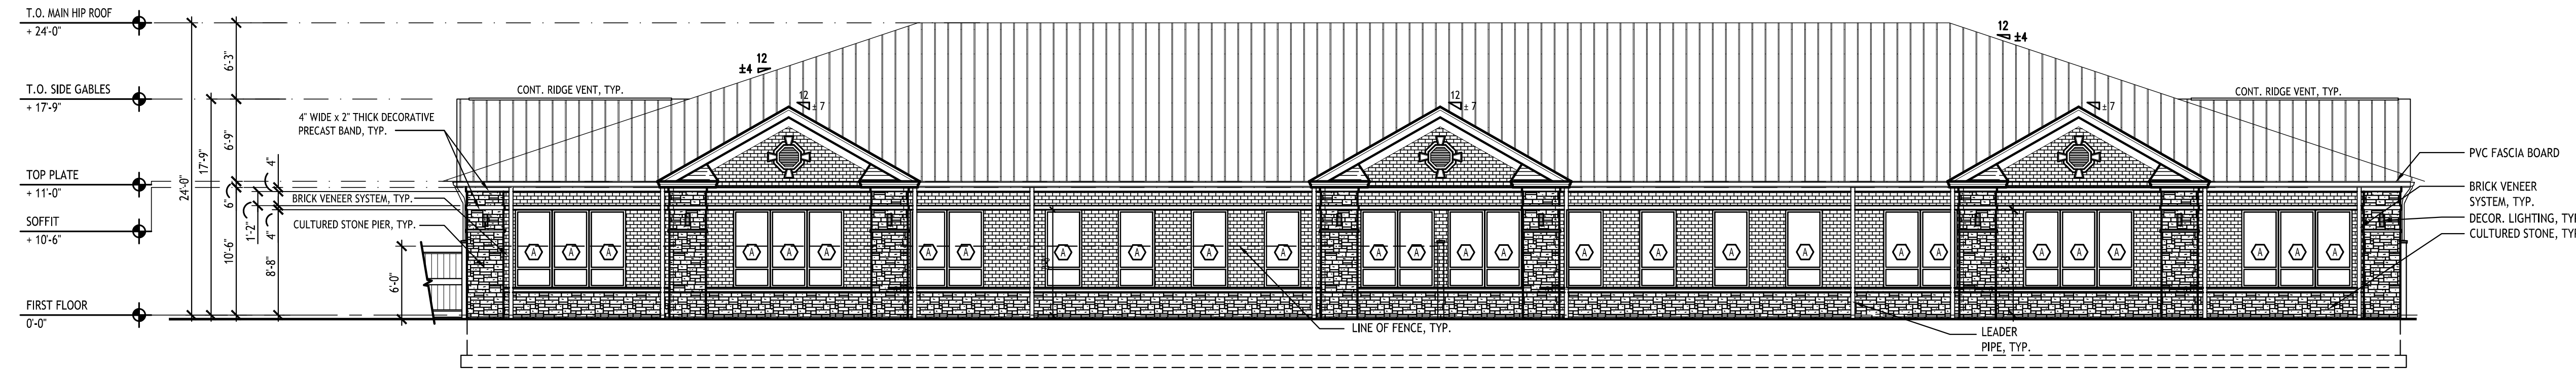 T.O. MAIN HIP ROOF
+ 24'-0"
T.O. SIDE GABLES
+ 17'-9"
TOP PLATE
+ 11'-0"
SOFFIT
+ 10'-6"
FIRST FLOOR
0'-0"
24'-0"
17'-9"
6'-3"
6'-9"
6"
10'-6"
1'-2"
4"
4"
8'-8"
6'-0"
CONT. RIDGE VENT, TYP.
4" WIDE x 2" THICK DECORATIVE
PRECAST BAND, TYP.
BRICK VENEER SYSTEM, TYP.
CULTURED STONE PIER, TYP.
12
±4
12
± 7
12
± 7
± 7
12
±4
CONT. RIDGE VENT, TYP.
A A A A A A A A A A A A A A A A A A A A A A A A A A A A
PVC FASCIA BOARD
BRICK VENEER
SYSTEM, TYP.
DECOR. LIGHTING, TY
CULTURED STONE, TY
LINE OF FENCE, TYP.
LEADER
PIPE, TYP.